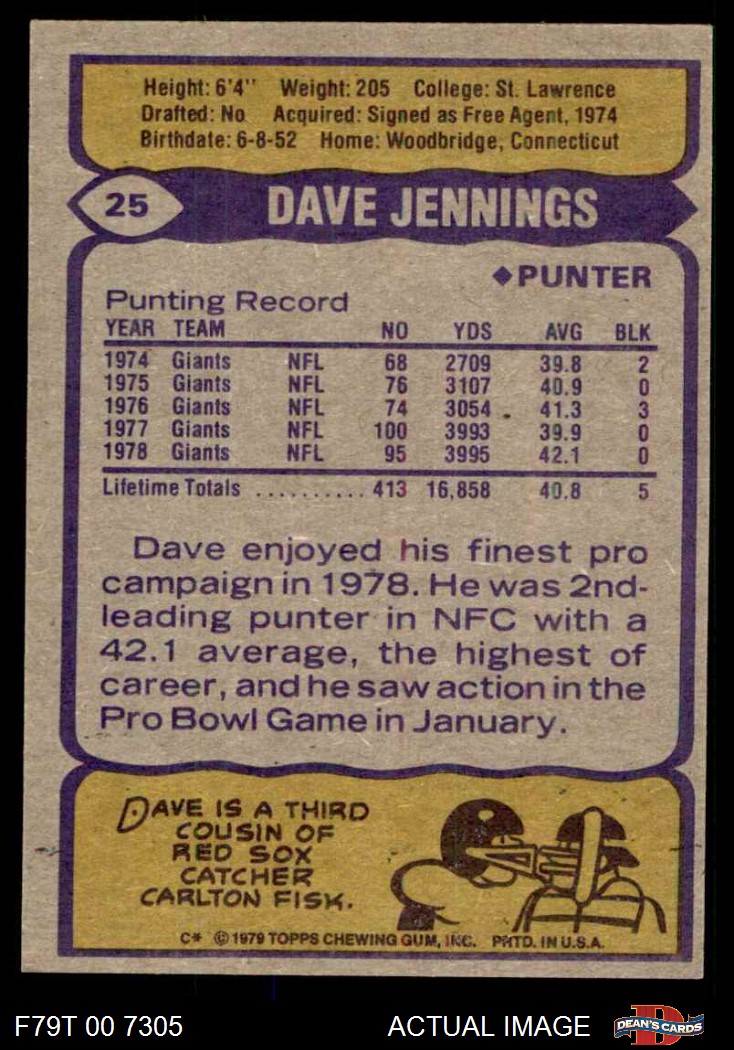 Height: 6'4" Weight: 205 College: St. Lawrence
Drafted: No Acquired: Signed as Free Agent, 1974
Birthdate: 6-8-52 Home: Woodbridge, Connecticut
25 DAVE JENNINGS
◆PUNTER
Punting Record
YEAR TEAM NO YDS AVG BLK
1974 Giants NFL 68 2709 39.8 2
1975 Giants NFL 76 3107 40.9 0
1976 Giants NFL 74 3054 41.3 3
1977 Giants NFL 100 3993 39.9 0
1978 Giants NFL 95 3995 42.1 0
Lifetime Totals .......... 413 16,858 40.8 5
Dave enjoyed his finest pro
campaign in 1978. He was 2nd-
leading punter in NFC with a
42.1 average, the highest of
career, and he saw action in the
Pro Bowl Game in January.
DAVE IS A THIRD
COUSIN OF
RED SOX
CATCHER
CARLTON FISK.
C* © 1979 TOPPS CHEWING GUM, INC. PRTD. IN U.S.A.
F79T 00 7305 ACTUAL IMAGE D DEAN'S CARDS